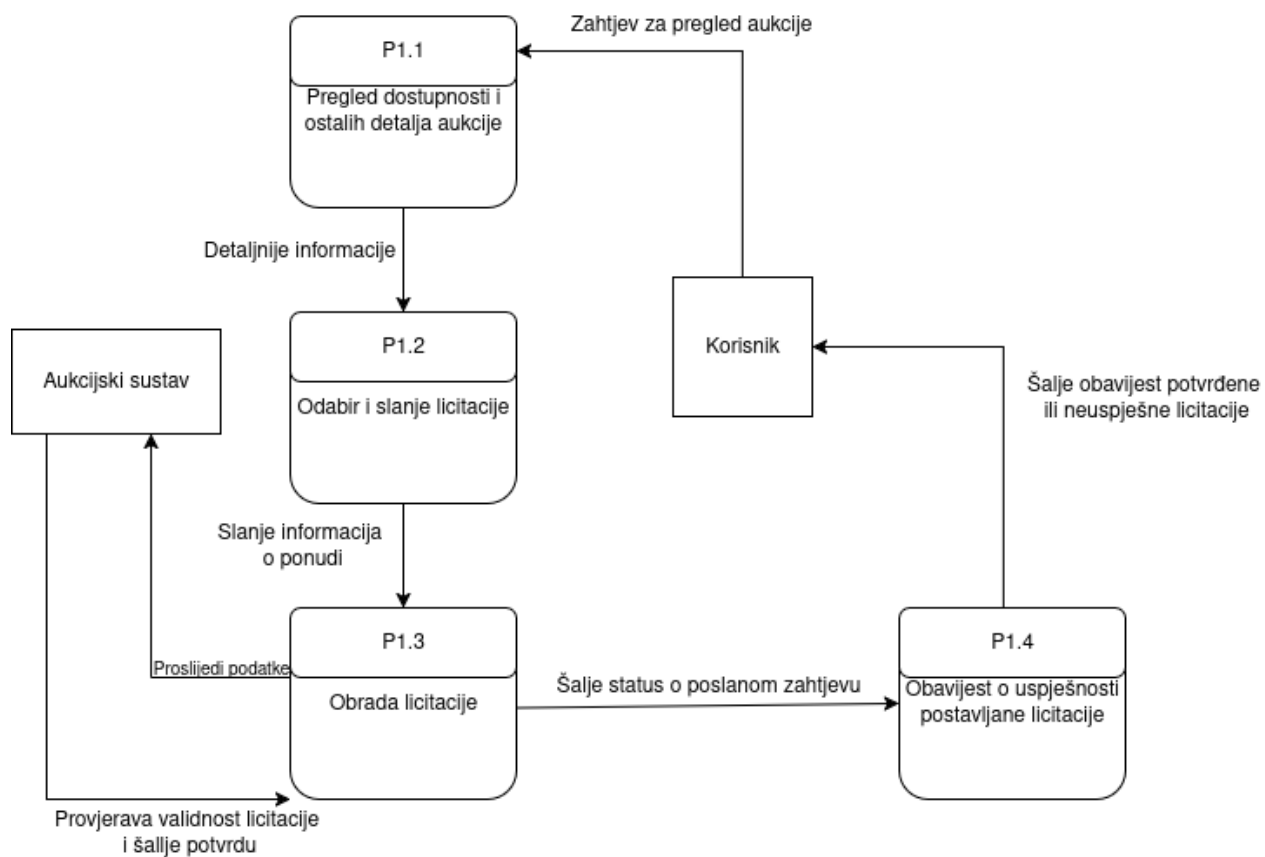 Zahtjev za pregled aukcije
P1.1
Pregled dostupnosti i
ostalih detalja aukcije
Detaljnije informacije
P1.2
Odabir i slanje licitacije
Aukcijski sustav
Korisnik
Šalje obavijest potvrđene
ili neuspješne licitacije
Slanje informacija
o ponudi
P1.3
Obrada licitacije
Proslijedi podatke
Šalje status o poslanom zahtjevu
P1.4
Obavijest o uspješnosti
postavljane licitacije
Provjerava validnost licitacije
i šallje potvrdu